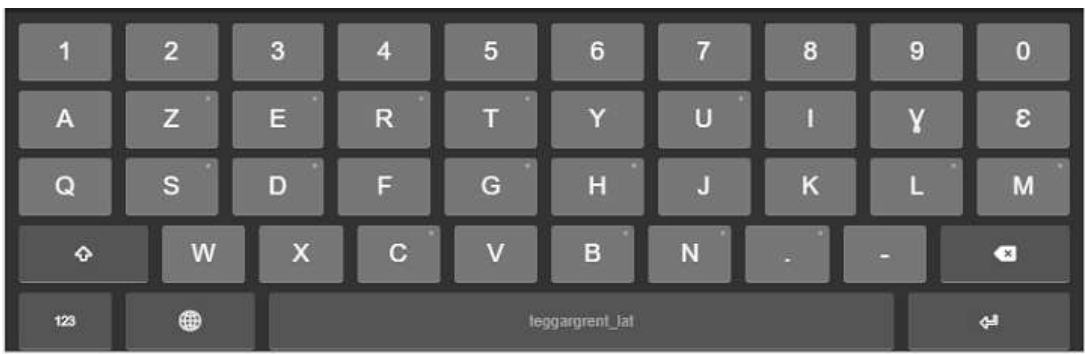 1 2 3 4 5 6 7 8 9 0
A Z E R T Y U I Ɣ Ɛ
Q S D F G H J K L M
W X C V B N . -
123 teggargrent_lat